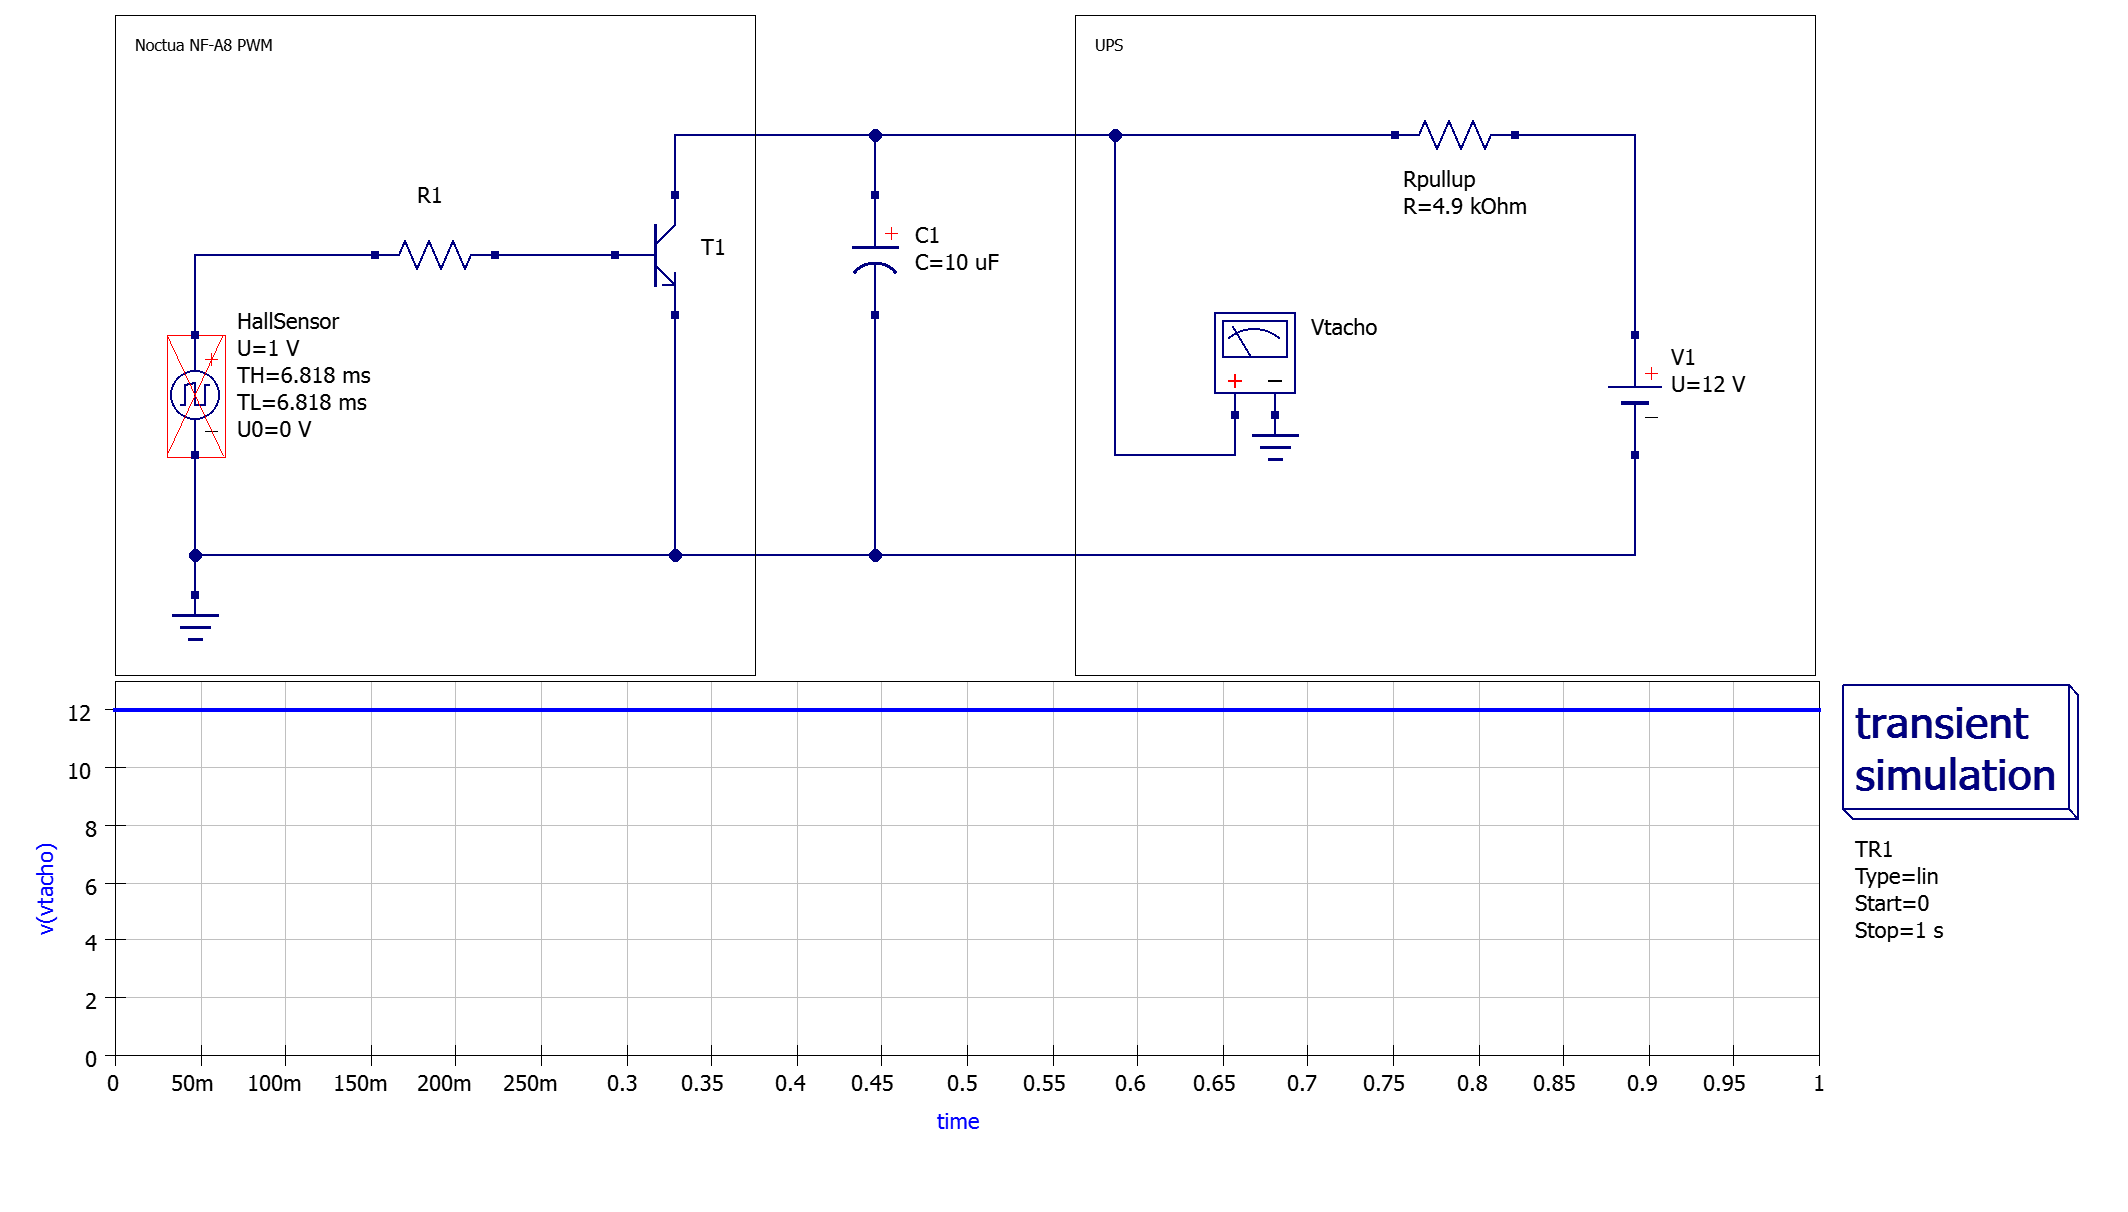 Noctua NF-A8 PWM
UPS
R1
T1
HallSensor
U=1 V
TH=6.818 ms
TL=6.818 ms
U0=0 V
C1
C=10 uF
Rpullup
R=4.9 kOhm
Vtacho
V1
U=12 V
12
10
8
6
4
2
0
v(vtacho)
0 50m 100m 150m 200m 250m 0.3 0.35 0.4 0.45 0.5 0.55 0.6 0.65 0.7 0.75 0.8 0.85 0.9 0.95 1
time
transient
simulation
TR1
Type=lin
Start=0
Stop=1 s